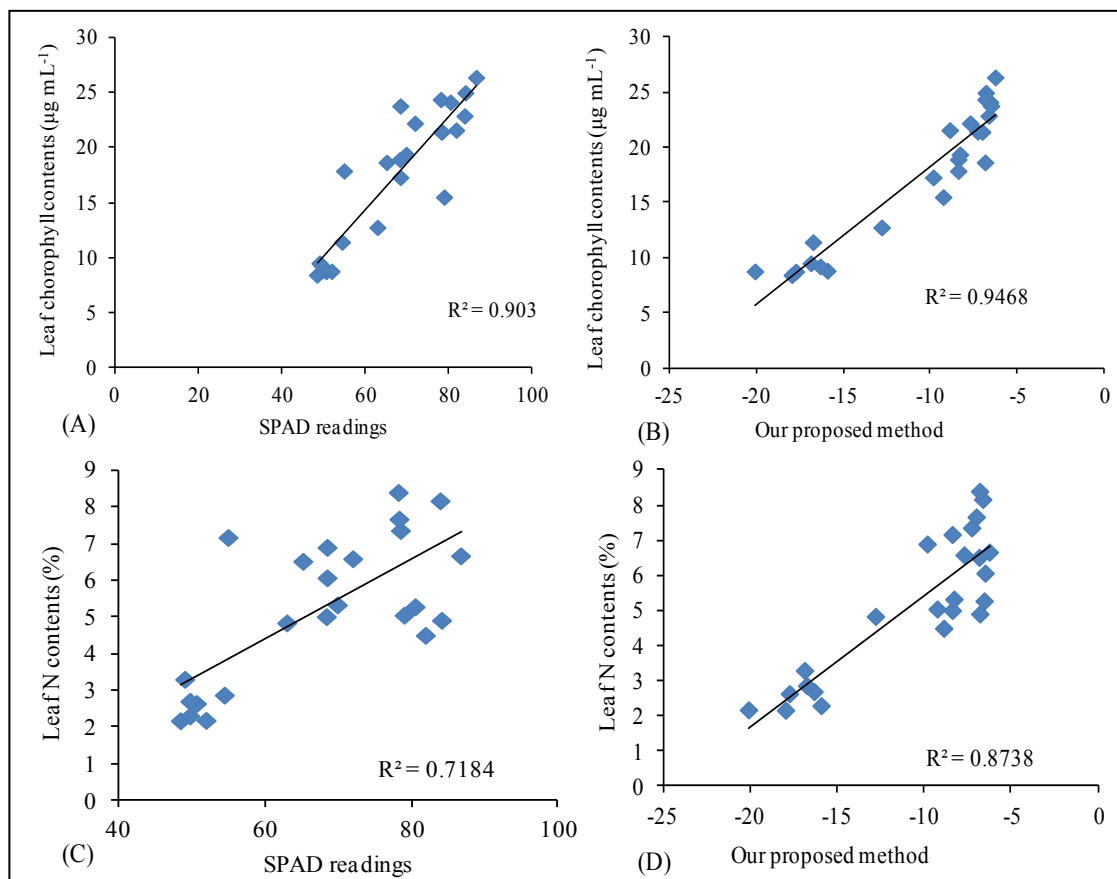 30
25
20
15
10
5
0
Leaf chorophyll contents (µg mL⁻¹)
R² = 0.903
0 20 40 60 80 100
SPAD readings
(A)
30
25
20
15
10
5
0
Leaf chorophyll contents (µg mL⁻¹)
R² = 0.9468
-25 -20 -15 -10 -5 0
Our proposed method
(B)
9
8
7
6
5
4
3
2
1
0
Leaf N contents (%)
R² = 0.7184
40 60 80 100
SPAD readings
(C)
9
8
7
6
5
4
3
2
1
0
Leaf N contents (%)
R² = 0.8738
-25 -20 -15 -10 -5 0
Our proposed method
(D)